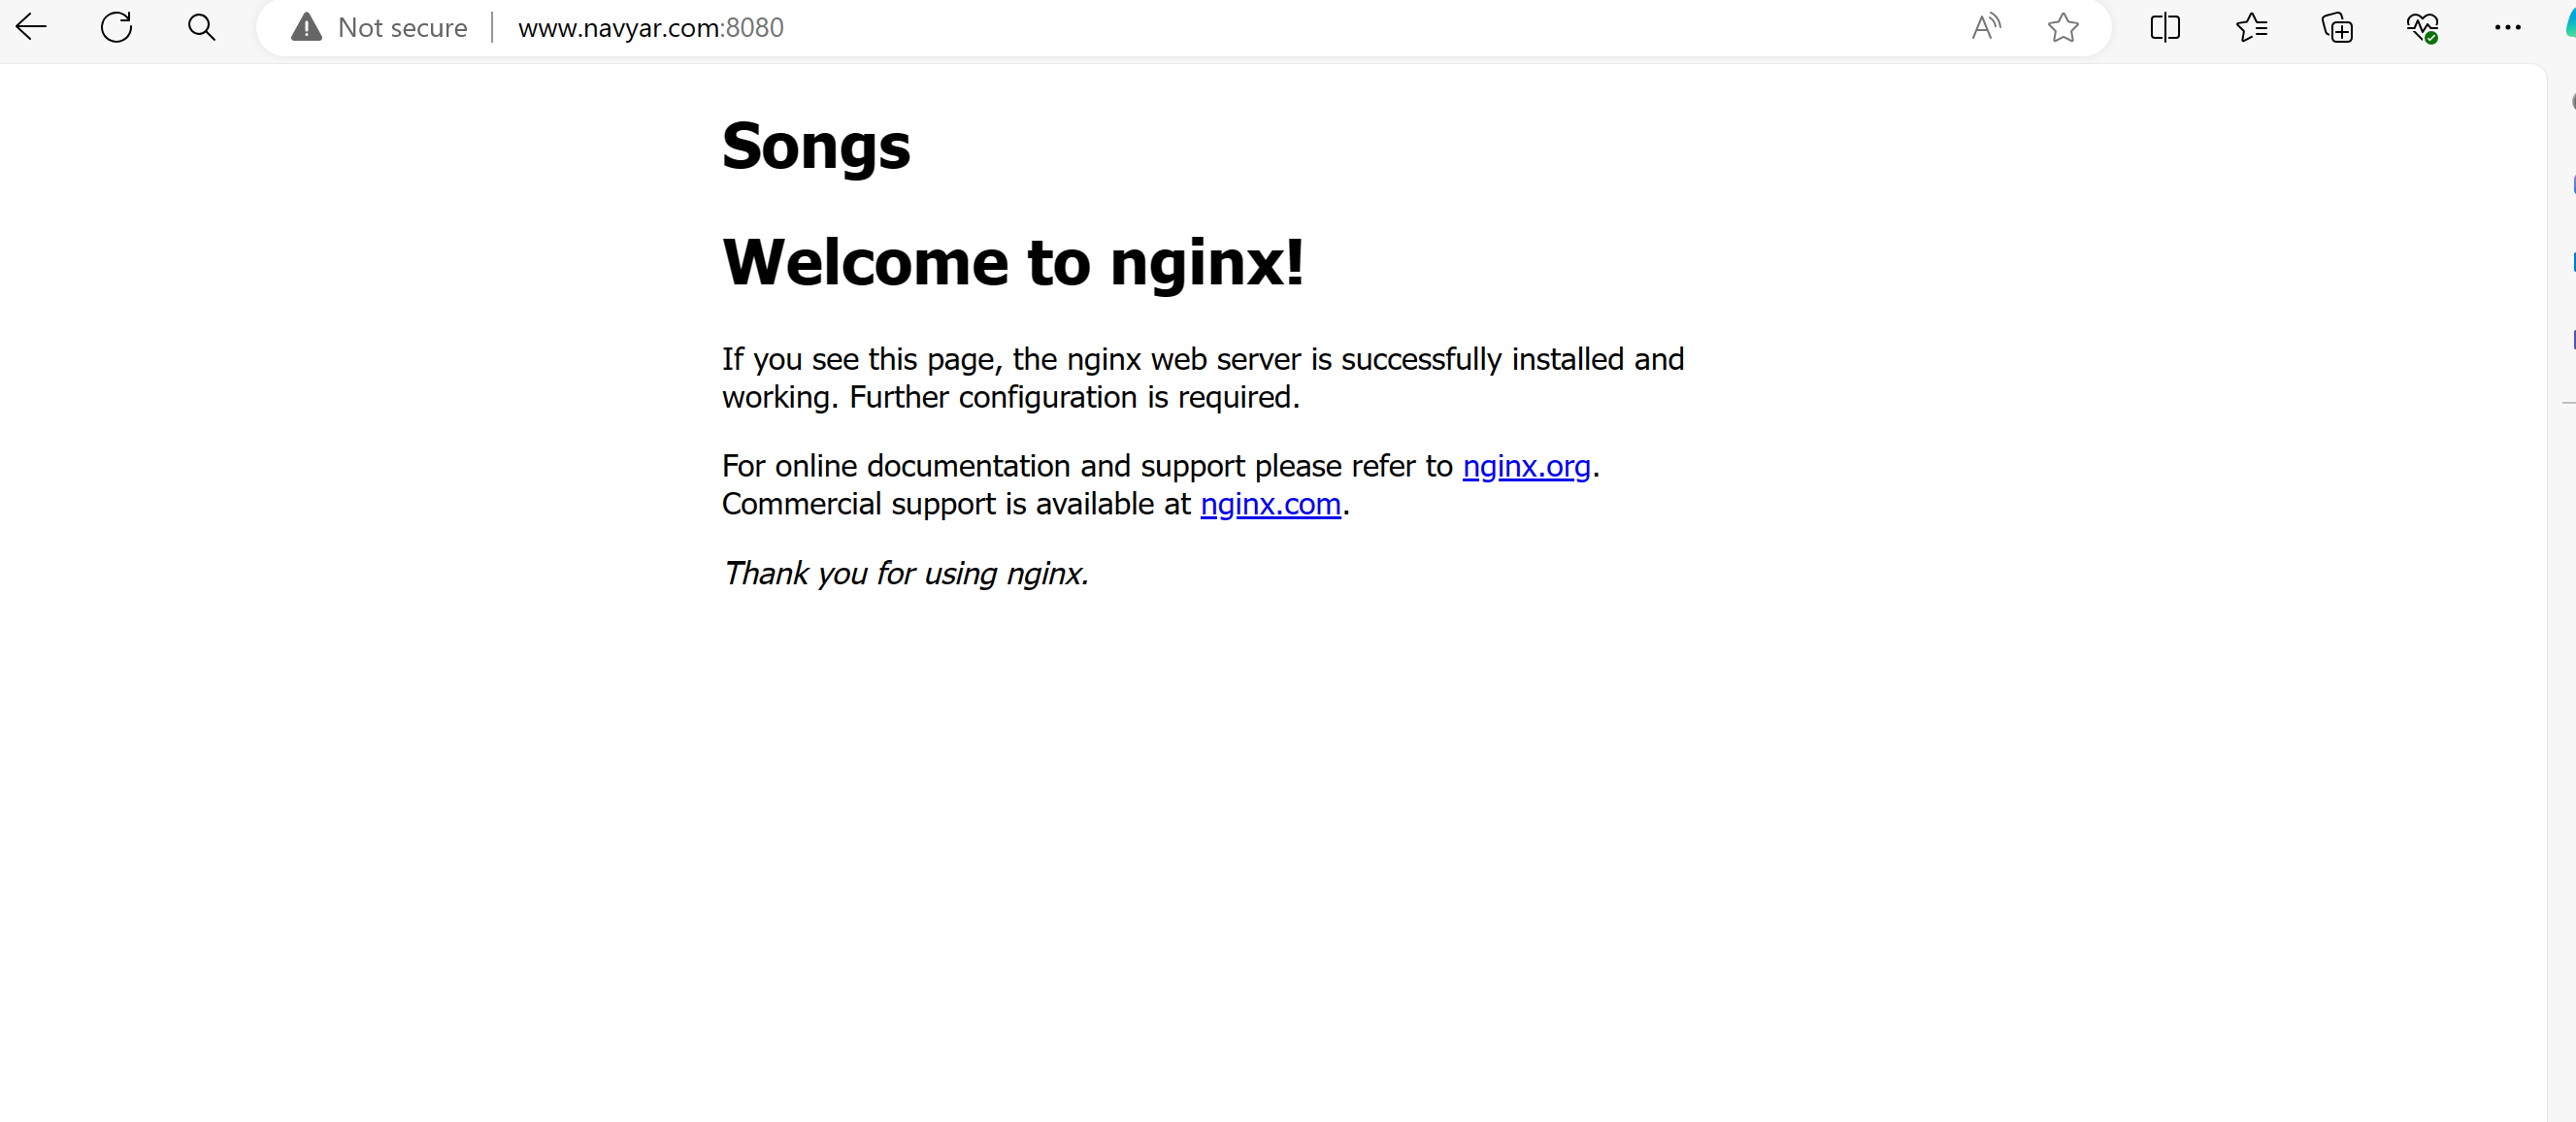 Not secure www.navyar.com:8080
Songs
Welcome to nginx!
If you see this page, the nginx web server is successfully installed and
working. Further configuration is required.
For online documentation and support please refer to nginx.org.
Commercial support is available at nginx.com.
Thank you for using nginx.